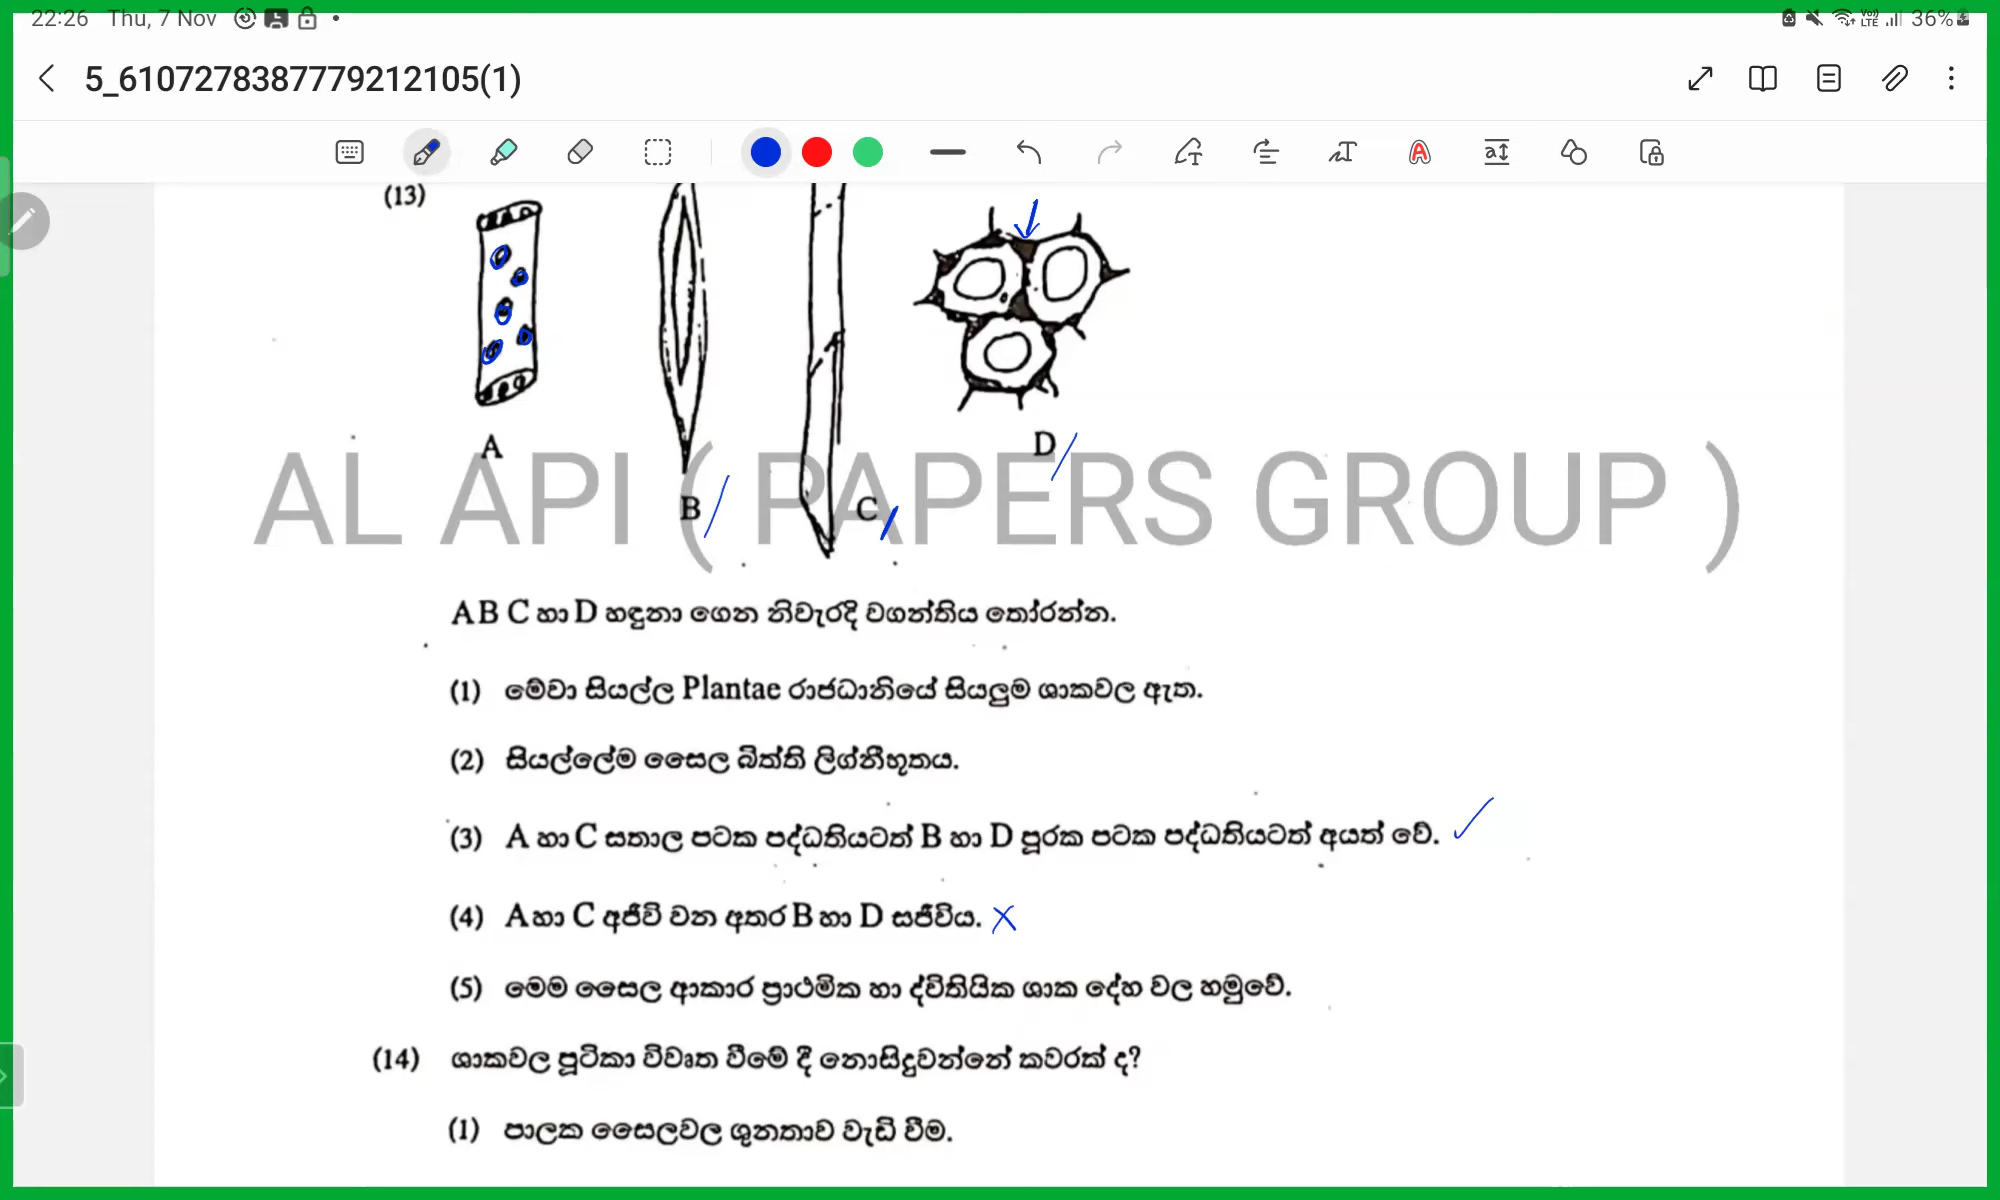 22:26 Thu, 7 Nov
VoI) LTE 36%
5_6107278387779212105(1)
(13)
A
B
C
D
AL API ( PAPERS GROUP )
A B C හා D හඳුනා ගෙන නිවැරදි වගන්තිය තෝරන්න.
(1) මේවා සියල්ල Plantae රාජධානියේ සියලුම ශාකවල ඇත.
(2) සියල්ලේම සෛල බිත්ති ලිග්නීභූතය.
(3) A හා C සනාල පටක පද්ධතියටත් B හා D පූරක පටක පද්ධතියටත් අයත් වේ.
(4) A හා C අජීවි වන අතර B හා D සජීවිය.
(5) මෙම සෛල ආකාර ප්‍රාථමික හා ද්විතියික ශාක දේහ වල හමුවේ.
(14) ශාකවල පූටිකා විවෘත වීමේ දී නොසිදුවන්නේ කවරක් ද?
(1) පාලක සෛලවල ශුනතාව වැඩි වීම.